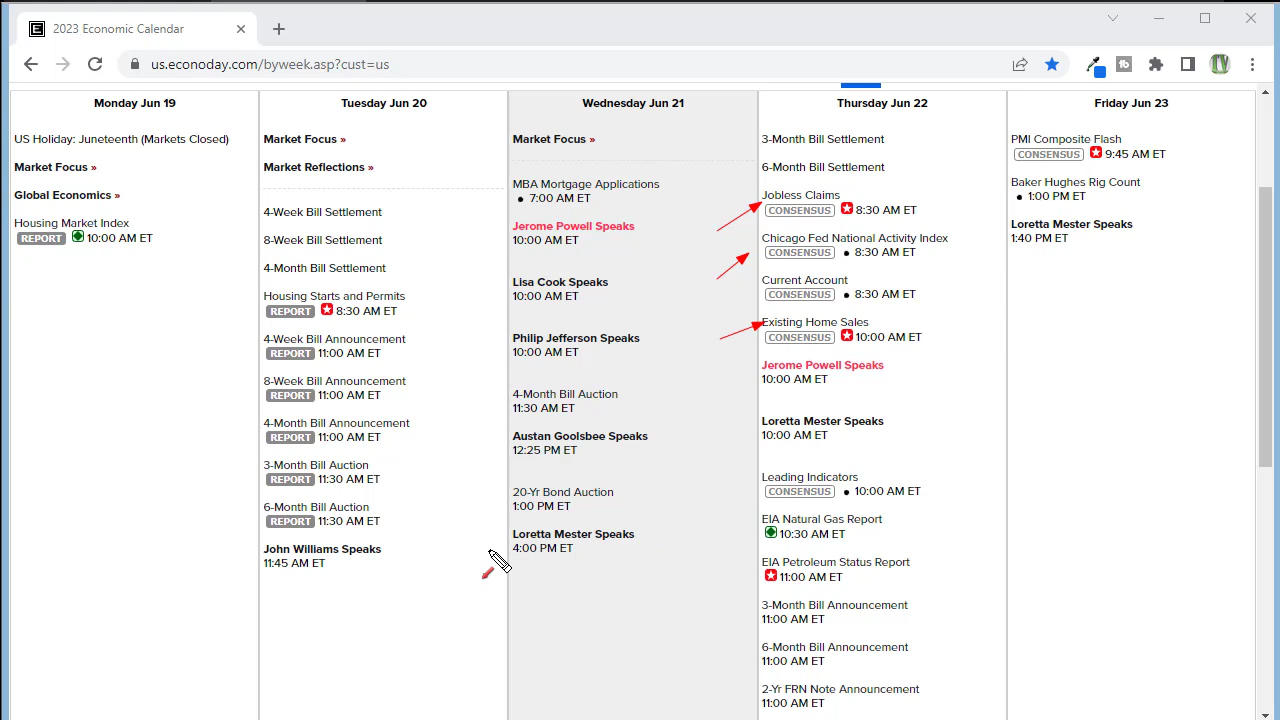 2023 Economic Calendar
us.econoday.com/byweek.asp?cust=us
Monday Jun 19
US Holiday: Juneteenth (Markets Closed)
Market Focus »
Global Economics »
Housing Market Index
REPORT 10:00 AM ET
Tuesday Jun 20
Market Focus »
Market Reflections »
4-Week Bill Settlement
8-Week Bill Settlement
4-Month Bill Settlement
Housing Starts and Permits
REPORT 8:30 AM ET
4-Week Bill Announcement
REPORT 11:00 AM ET
8-Week Bill Announcement
REPORT 11:00 AM ET
4-Month Bill Announcement
REPORT 11:00 AM ET
3-Month Bill Auction
REPORT 11:30 AM ET
6-Month Bill Auction
REPORT 11:30 AM ET
John Williams Speaks
11:45 AM ET
Wednesday Jun 21
Market Focus »
MBA Mortgage Applications
7:00 AM ET
Jerome Powell Speaks
10:00 AM ET
Lisa Cook Speaks
10:00 AM ET
Philip Jefferson Speaks
10:00 AM ET
4-Month Bill Auction
11:30 AM ET
Austan Goolsbee Speaks
12:25 PM ET
20-Yr Bond Auction
1:00 PM ET
Loretta Mester Speaks
4:00 PM ET
Thursday Jun 22
3-Month Bill Settlement
6-Month Bill Settlement
Jobless Claims
CONSENSUS 8:30 AM ET
Chicago Fed National Activity Index
CONSENSUS 8:30 AM ET
Current Account
CONSENSUS 8:30 AM ET
Existing Home Sales
CONSENSUS 10:00 AM ET
Jerome Powell Speaks
10:00 AM ET
Loretta Mester Speaks
10:00 AM ET
Leading Indicators
CONSENSUS 10:00 AM ET
EIA Natural Gas Report
10:30 AM ET
EIA Petroleum Status Report
11:00 AM ET
3-Month Bill Announcement
11:00 AM ET
6-Month Bill Announcement
11:00 AM ET
2-Yr FRN Note Announcement
11:00 AM ET
Friday Jun 23
PMI Composite Flash
CONSENSUS 9:45 AM ET
Baker Hughes Rig Count
1:00 PM ET
Loretta Mester Speaks
1:40 PM ET